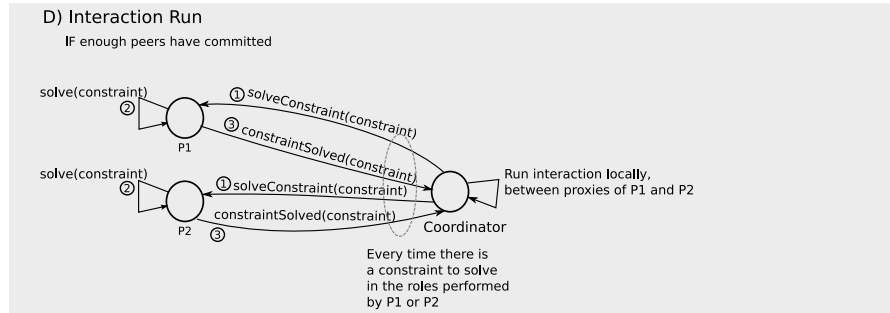 D) Interaction Run
IF enough peers have committed
solve(constraint)
②
P1
① solveConstraint(constraint)
③ constraintSolved(constraint)
solve(constraint)
②
P2
① solveConstraint(constraint)
constraintSolved(constraint)
③
Coordinator
Run interaction locally,
between proxies of P1 and P2
Every time there is
a constraint to solve
in the roles performed
by P1 or P2